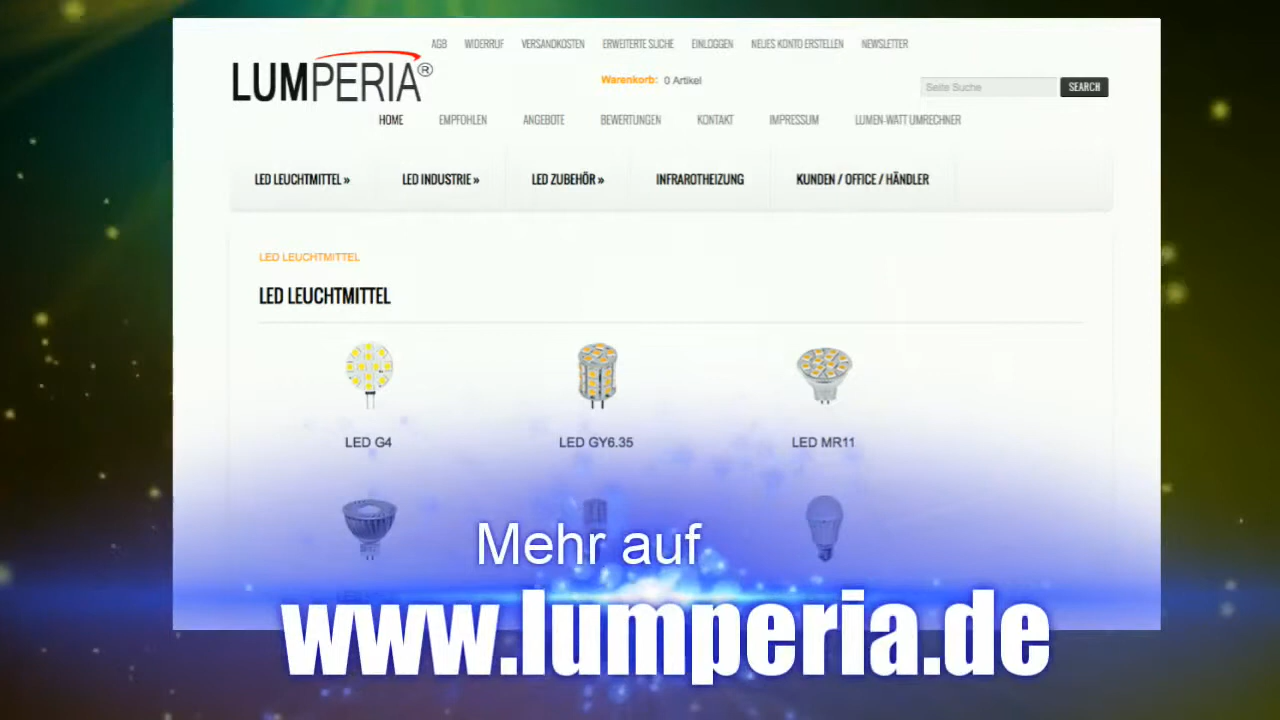 AGB WIDERRUF VERSANDKOSTEN ERWEITERTE SUCHE EINLOGGEN NEUES KONTO ERSTELLEN NEWSLETTER
LUMPERIA®
Warenkorb: 0 Artikel
Seite Suche SEARCH
HOME EMPFOHLEN ANGEBOTE BEWERTUNGEN KONTAKT IMPRESSUM LUMEN-WATT UMRECHNER
LED LEUCHTMITTEL » LED INDUSTRIE » LED ZUBEHÖR » INFRAROTHEIZUNG KUNDEN / OFFICE / HÄNDLER
LED LEUCHTMITTEL
LED LEUCHTMITTEL
LED G4 LED GY6.35 LED MR11
Mehr auf
www.lumperia.de